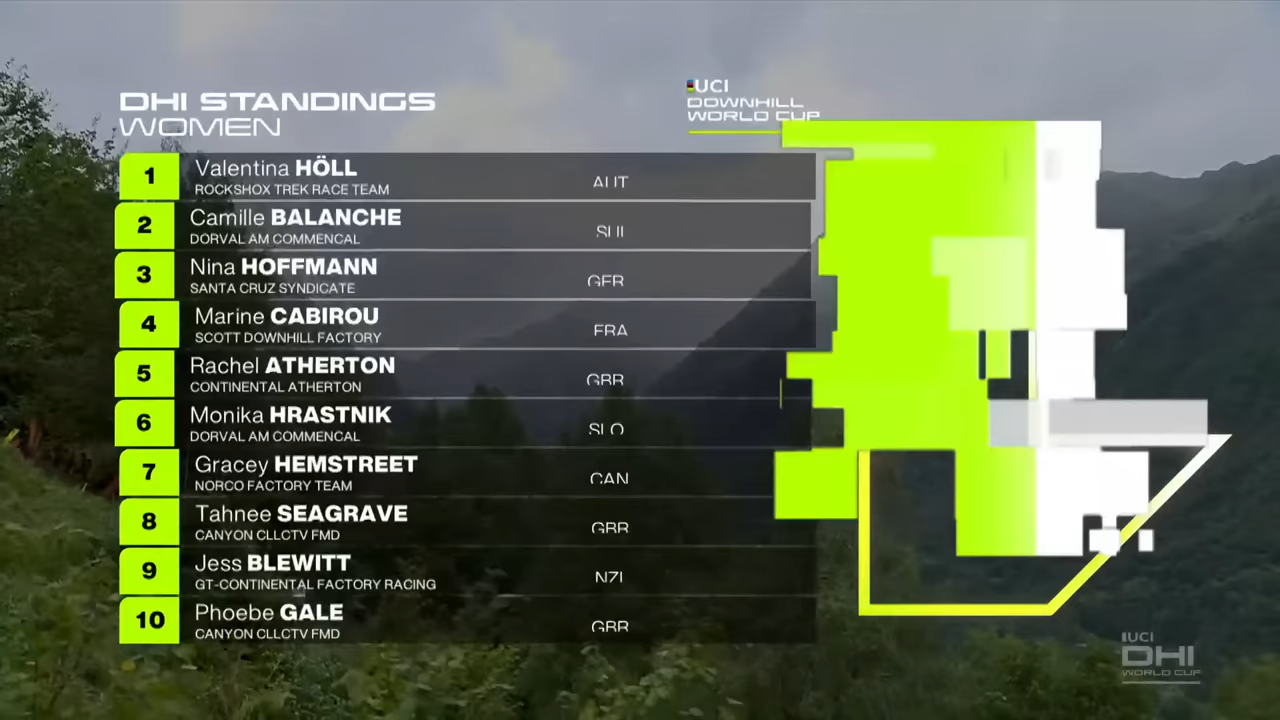 DHI STANDINGS
WOMEN
UCI
DOWNHILL
WORLD CUP
1 Valentina HÖLL AUT
ROCKSHOX TREK RACE TEAM
2 Camille BALANCHE SUI
DORVAL AM COMMENCAL
3 Nina HOFFMANN GER
SANTA CRUZ SYNDICATE
4 Marine CABIROU FRA
SCOTT DOWNHILL FACTORY
5 Rachel ATHERTON GBR
CONTINENTAL ATHERTON
6 Monika HRASTNIK SLO
DORVAL AM COMMENCAL
7 Gracey HEMSTREET CAN
NORCO FACTORY TEAM
8 Tahnee SEAGRAVE GBR
CANYON CLLCTV FMD
9 Jess BLEWITT NZL
GT-CONTINENTAL FACTORY RACING
10 Phoebe GALE GBR
CANYON CLLCTV FMD
UCI
DHI
WORLD CUP